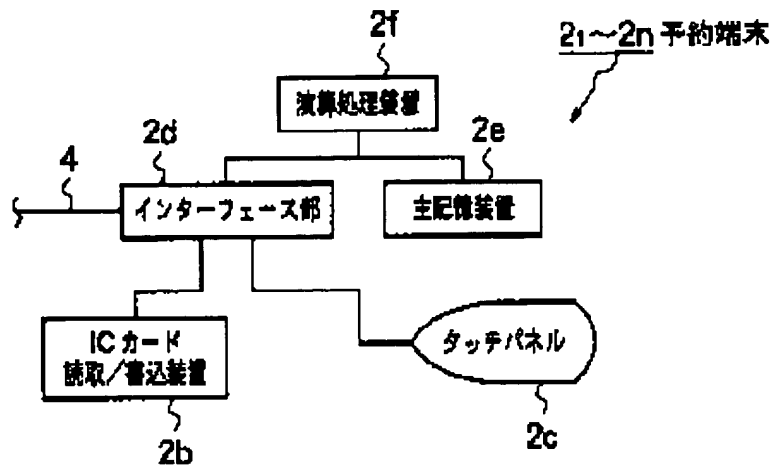 2f
2₁～2n 予約端末
演算処理装置
2d
2e
4
インターフェース部
主記憶装置
ICカード
読取／書込装置
タッチパネル
2b
2c